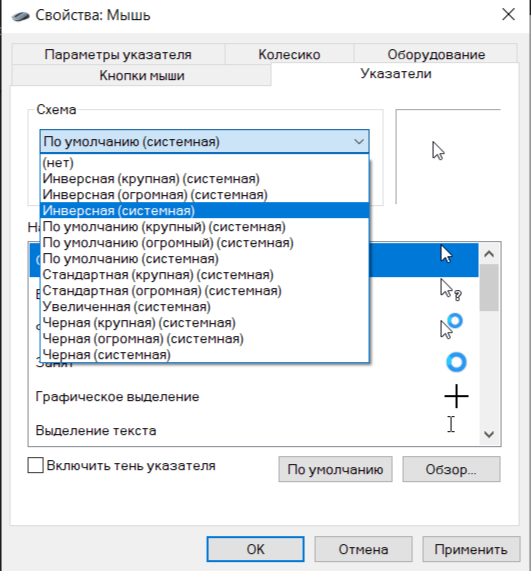 Свойства: Мышь
Параметры указателя
Колесико
Оборудование
Кнопки мыши
Указатели
Схема
По умолчанию (системная)
(нет)
Инверсная (крупная) (системная)
Инверсная (огромная) (системная)
Инверсная (системная)
По умолчанию (крупный) (системная)
По умолчанию (огромный) (системная)
По умолчанию (системная)
Стандартная (крупная) (системная)
Стандартная (огромная) (системная)
Увеличенная (системная)
Черная (крупная) (системная)
Черная (огромная) (системная)
Черная (системная)
Занят
Графическое выделение
Выделение текста
Включить тень указателя
По умолчанию
Обзор...
OK
Отмена
Применить